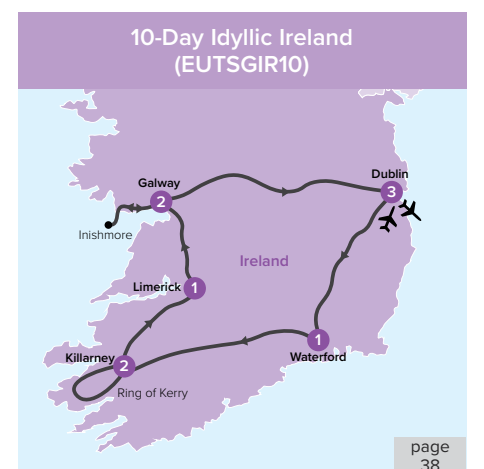 10-Day Idyllic Ireland
(EUTSGIR10)
Dublin
3
Galway
2
Inishmore
Ireland
Limerick
1
Waterford
1
Killarney
2
Ring of Kerry
page
38